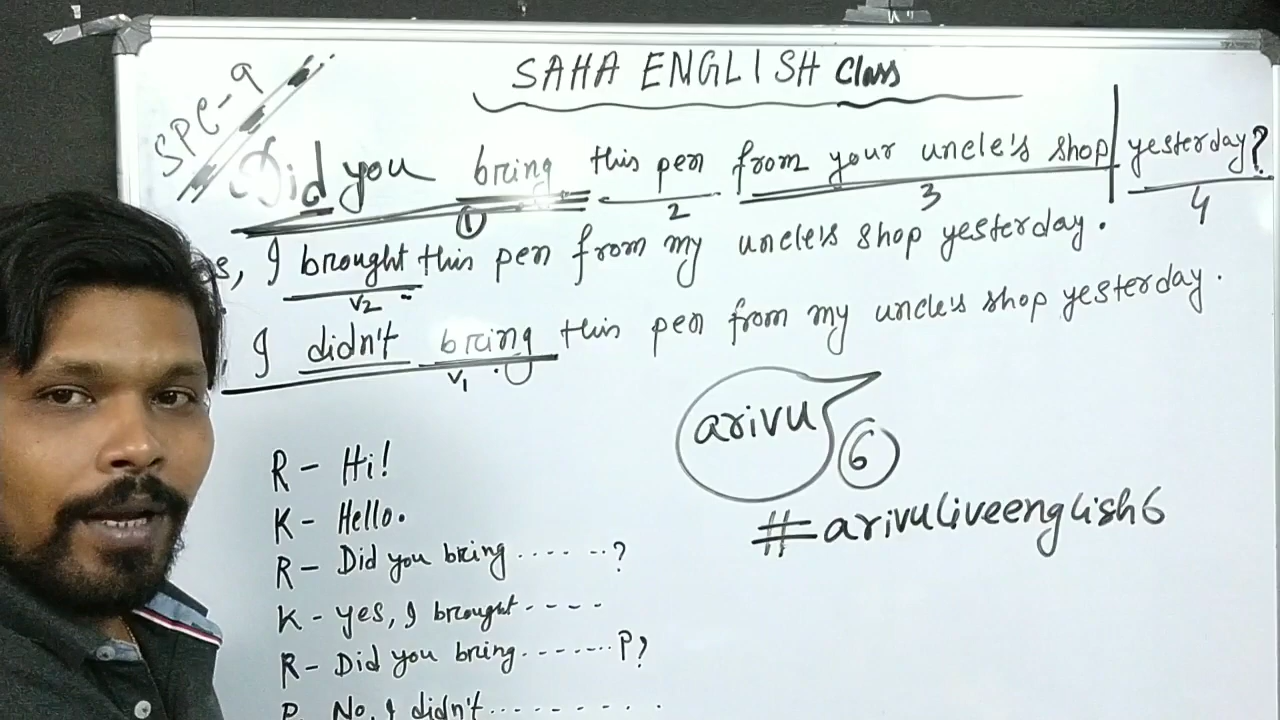 SAHA ENGLISH Class
SPE-9
Did you bring this pen from your uncle's shop yesterday?
1 2 3 4
I brought this pen from my uncle's shop yesterday.
V2
I didn't bring this pen from my uncle's shop yesterday.
V1
arivu
6
#arivuliveenglish6
R - Hi!
K - Hello.
R - Did you bring ...... ..?
K - yes, I brought - - - -
R - Did you bring.-----... P?
P No, I didn't..........